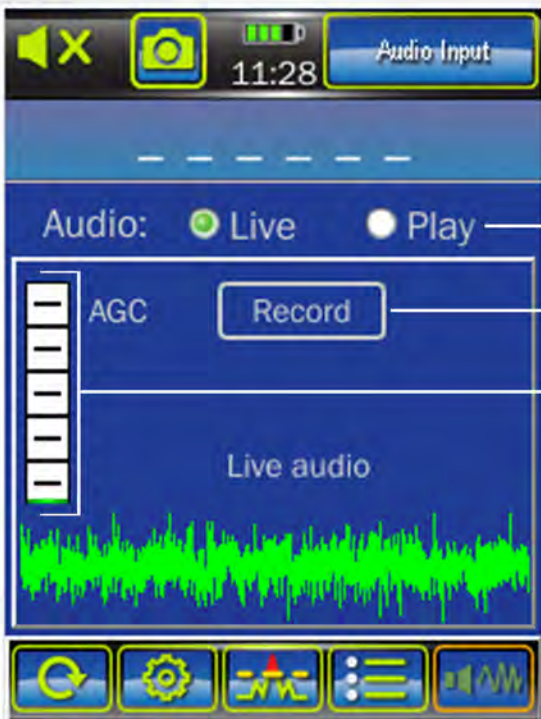 Audio Input
11:28
– – – – – –
Audio: Live Play
AGC Record
Live audio